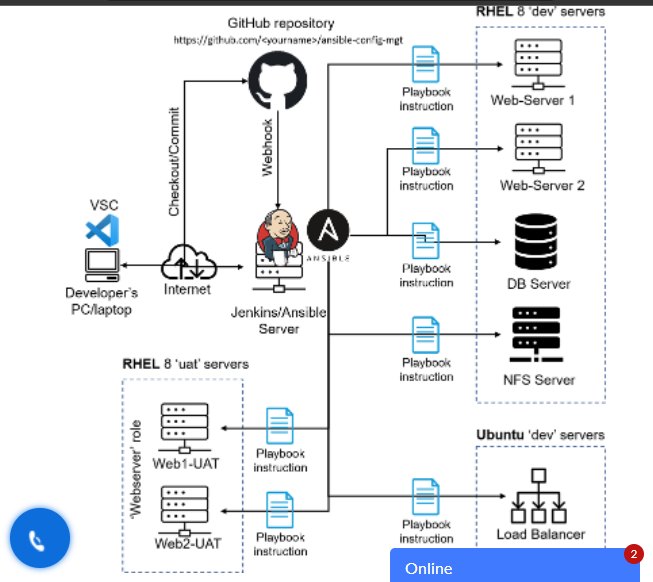 GitHub repository
https://github.com/<yourname>/ansible-config-mgt
RHEL 8 'dev' servers
Playbook
instruction
Web-Server 1
Checkout/Commit
Webhook
Playbook
instruction
Web-Server 2
VSC
ANSIBLE
Playbook
instruction
DB Server
Developer's
PC/laptop
Internet
Jenkins/Ansible
Server
Playbook
instruction
NFS Server
RHEL 8 'uat' servers
'Webserver' role
Web1-UAT
Playbook
instruction
Web2-UAT
Playbook
instruction
Ubuntu 'dev' servers
Playbook
instruction
Load Balancer
Online
2